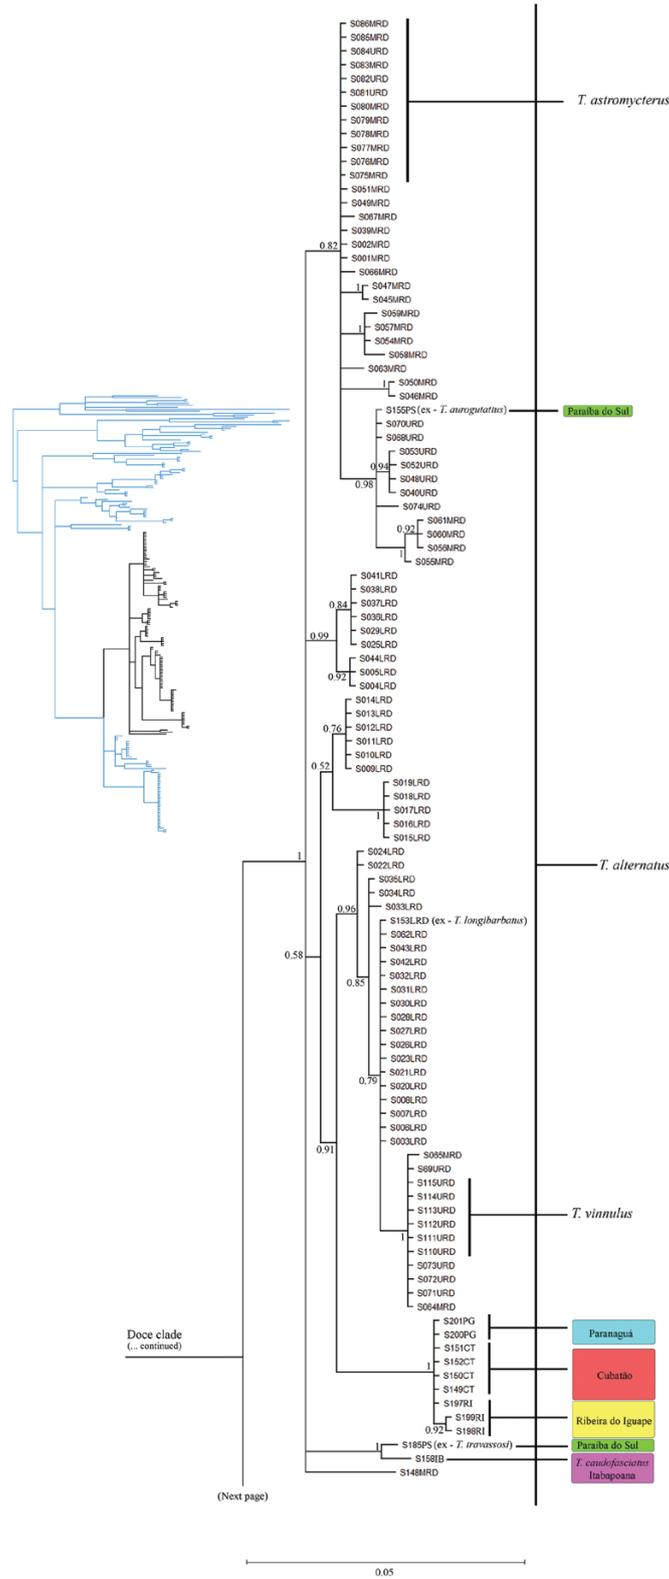 S086MRD
S085MRD
S084URD
S083MRD
S082URD
S081URD
S080MRD
T. astromycterus
S079MRD
S078MRD
S077MRD
S076MRD
S075MRD
S051MRD
S049MRD
S067MRD
S039MRD
S002MRD
0.82
S001MRD
S066MRD
1
S047MRD
S045MRD
S059MRD
1
S057MRD
S054MRD
S058MRD
S063MRD
1
S050MRD
S046MRD
S155PS (ex - T. aurogutattus)
Paraíba do Sul
S070URD
S068URD
S053URD
0.94
S052URD
0.98
S048URD
S040URD
S074URD
S061MRD
0.92
S060MRD
S056MRD
1
S055MRD
S041LRD
S038LRD
0.84
S037LRD
S036LRD
S029LRD
0.99
S025LRD
S044LRD
S005LRD
0.92
S004LRD
S014LRD
S013LRD
0.76
S012LRD
S011LRD
S010LRD
0.52
S009LRD
S019LRD
S018LRD
1
S017LRD
S016LRD
S015LRD
S024LRD
1
S022LRD
T. alternatus
S035LRD
S034LRD
0.96
S033LRD
S153LRD (ex - T. longibarbatus)
S062LRD
S043LRD
0.58
S042LRD
S032LRD
0.85
S031LRD
S030LRD
S028LRD
S027LRD
S026LRD
S023LRD
0.79
S021LRD
S020LRD
S008LRD
S007LRD
S006LRD
S003LRD
0.91
S065MRD
S69URD
S115URD
S114URD
S113URD
T. vinnulus
S112URD
1
S111URD
S110URD
S073URD
S072URD
S071URD
S064MRD
S201PG
Doce clade
(... continued)
S200PG
Paranaguá
S151CT
1
S152CT
S150CT
Cubatão
S149CT
S197RI
S199RI
Ribeira do Iguape
0.92
S198RI
1
S185PS (ex - T. travassosi)
Paraíba do Sul
S158IB
T. caudofasciatus
Itabapoana
S148MRD
(Next page)
0.05